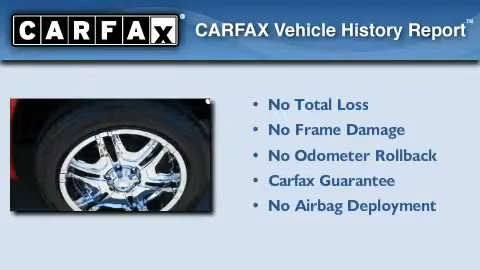 CARFAX®
CARFAX Vehicle History Report™
• No Total Loss
• No Frame Damage
• No Odometer Rollback
• Carfax Guarantee
• No Airbag Deployment